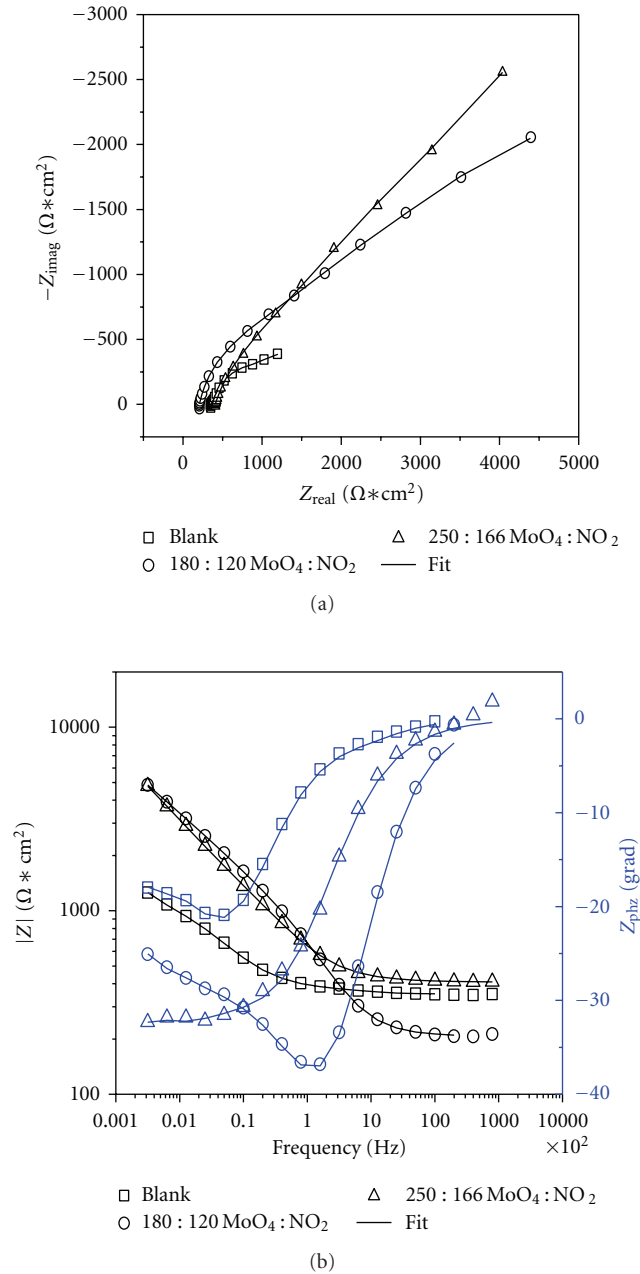 −3000
−2500
−2000
−1500
−1000
−500
0
−Zimag (Ω∗cm²)
0 1000 2000 3000 4000 5000
Zreal (Ω∗cm²)
Blank 250 : 166 MoO₄ : NO₂
180 : 120 MoO₄ : NO₂ Fit
(a)
10000
1000
100
|Z| (Ω ∗ cm²)
0
−10
−20
−30
−40
Zphz (grad)
0.001 0.01 0.1 1 10 100 1000 10000
Frequency (Hz) ×10²
Blank 250 : 166 MoO₄ : NO₂
180 : 120 MoO₄ : NO₂ Fit
(b)